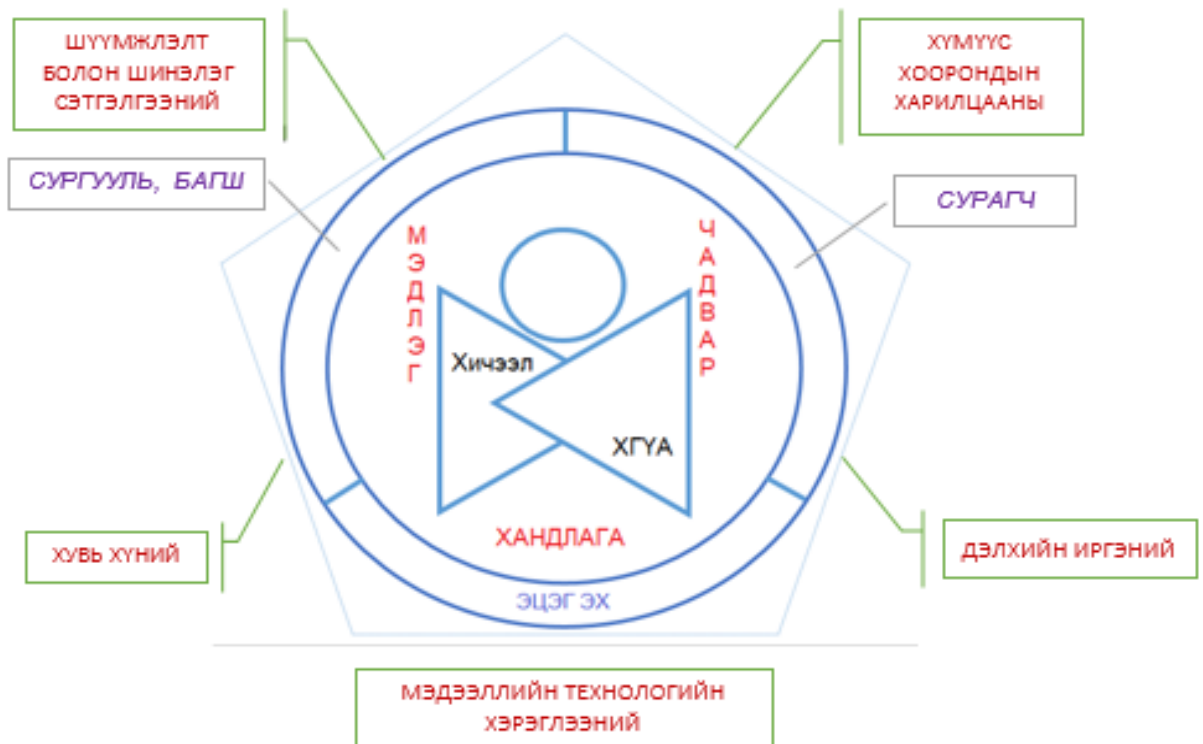 ШҮҮМЖЛЭЛТ
БОЛОН ШИНЭЛЭГ
СЭТГЭЛГЭЭНИЙ
ХҮМҮҮС
ХООРОНДЫН
ХАРИЛЦААНЫ
СУРГУУЛЬ, БАГШ
СУРАГЧ
МЭДЛЭГ
ЧАДВАР
Хичээл
ХГҮА
ХАНДЛАГА
ЭЦЭГ ЭХ
ХУВЬ ХҮНИЙ
ДЭЛХИЙН ИРГЭНИЙ
МЭДЭЭЛЛИЙН ТЕХНОЛОГИЙН
ХЭРЭГЛЭЭНИЙ